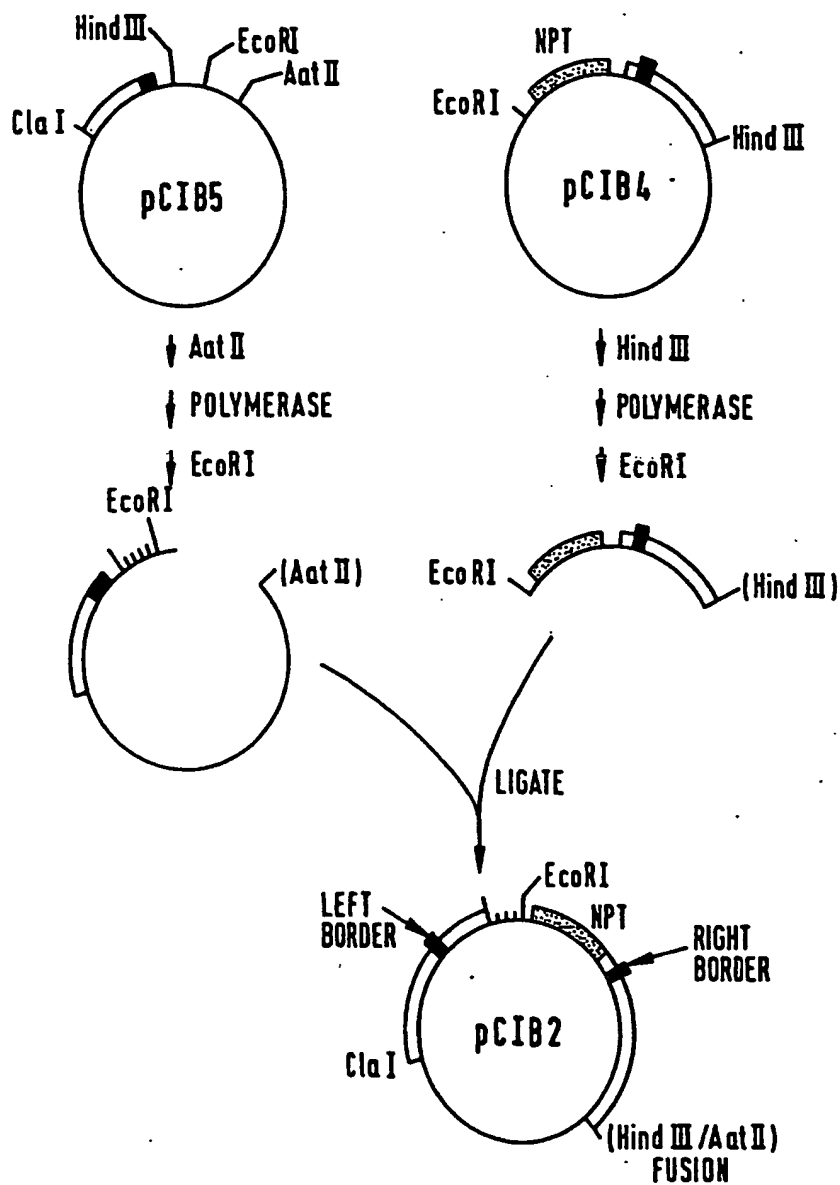 Hind III
EcoRI
Aat II
Cla I
pCIB5
NPT
EcoRI
Hind III
pCIB4
Aat II
POLYMERASE
EcoRI
Hind III
POLYMERASE
EcoRI
EcoRI
(Aat II)
EcoRI
(Hind III)
LIGATE
EcoRI
LEFT
BORDER
NPT
RIGHT
BORDER
pCIB2
Cla I
(Hind III/Aat II)
FUSION